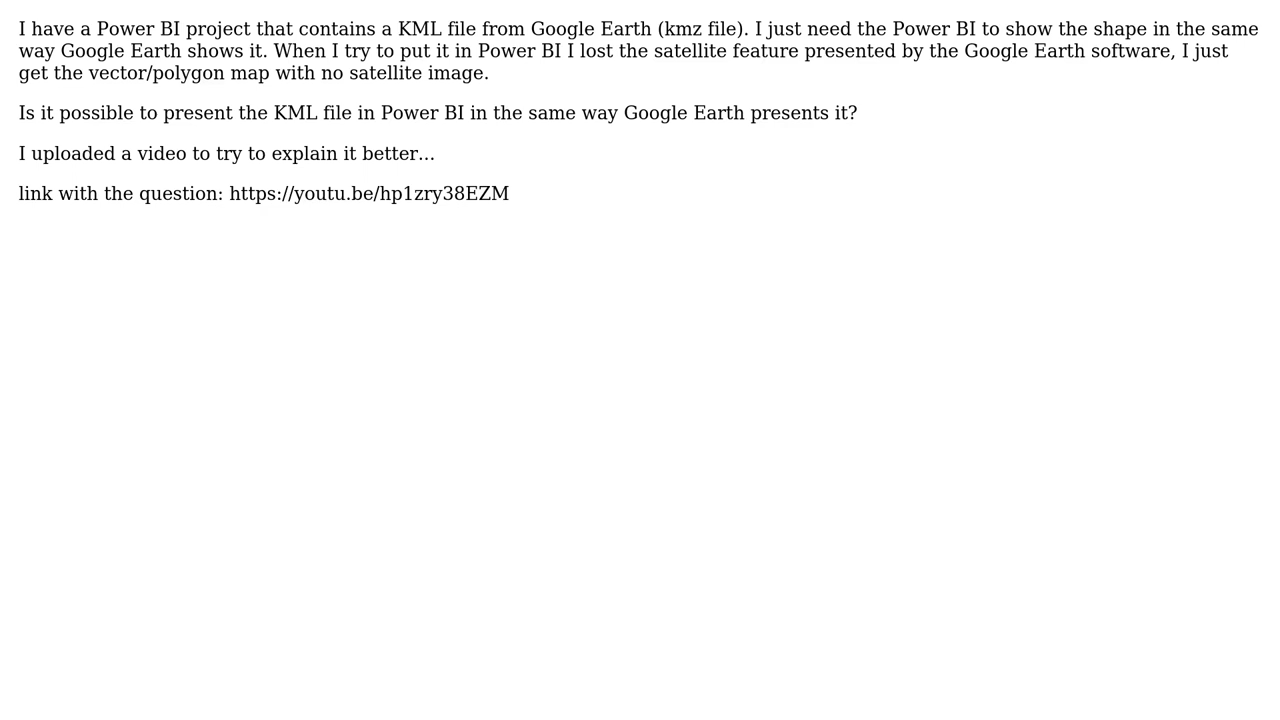 I have a Power BI project that contains a KML file from Google Earth (kmz file). I just need the Power BI to show the shape in the same
way Google Earth shows it. When I try to put it in Power BI I lost the satellite feature presented by the Google Earth software, I just
get the vector/polygon map with no satellite image.
Is it possible to present the KML file in Power BI in the same way Google Earth presents it?
I uploaded a video to try to explain it better...
link with the question: https://youtu.be/hp1zry38EZM